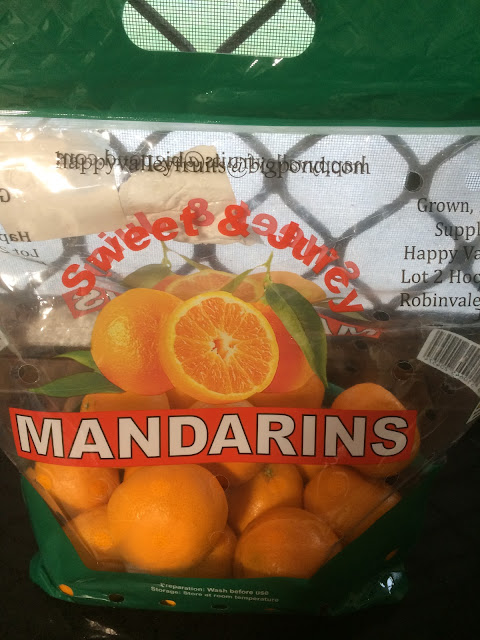 happyvalleyfruits@bigpond.com
Sweet & Juicy
Grown,
Suppl
Happy Va
Lot 2 Hoc
Robinvale
MANDARINS
Preparation: Wash before use
Storage: Store at room temperature